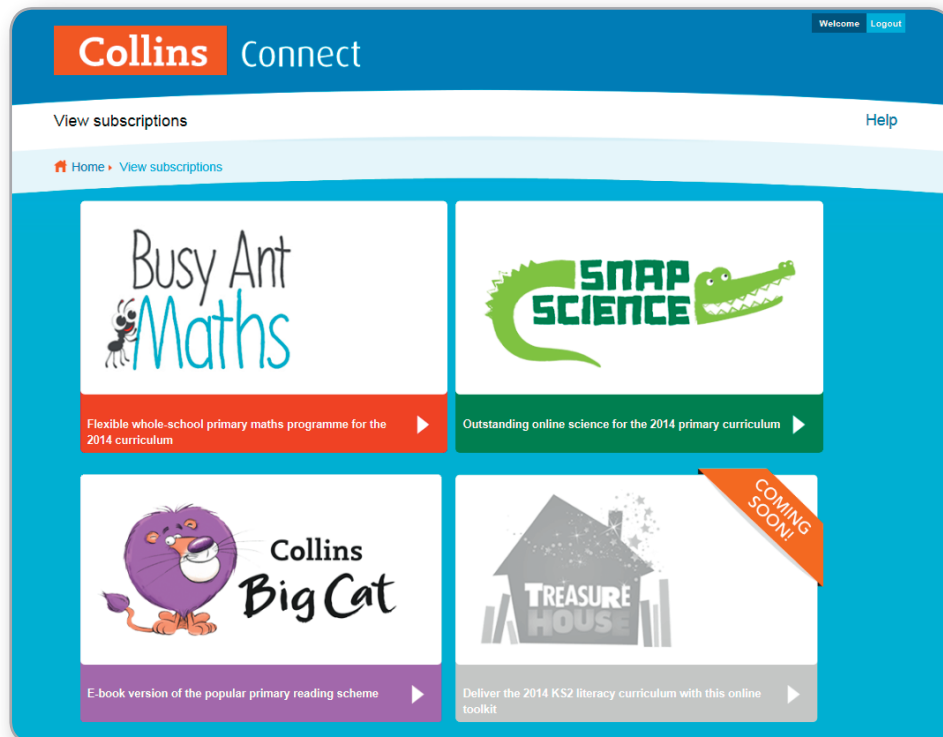 Welcome Logout
Collins Connect
View subscriptions
Help
Home View subscriptions
Busy Ant
Maths
Flexible whole-school primary maths programme for the
2014 curriculum
SNAP
SCIENCE
Outstanding online science for the 2014 primary curriculum
Collins
Big Cat
E-book version of the popular primary reading scheme
COMING
SOON!
TREASURE
HOUSE
Deliver the 2014 KS2 literacy curriculum with this online
toolkit